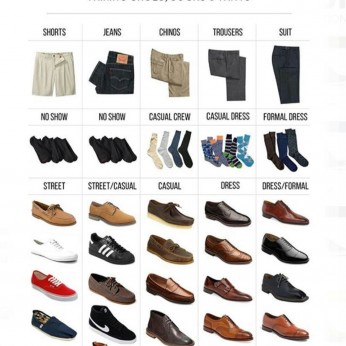 SHORTS JEANS CHINOS TROUSERS SUIT
NO SHOW NO SHOW CASUAL CREW CASUAL DRESS FORMAL DRESS
STREET STREET/CASUAL CASUAL DRESS DRESS/FORMAL